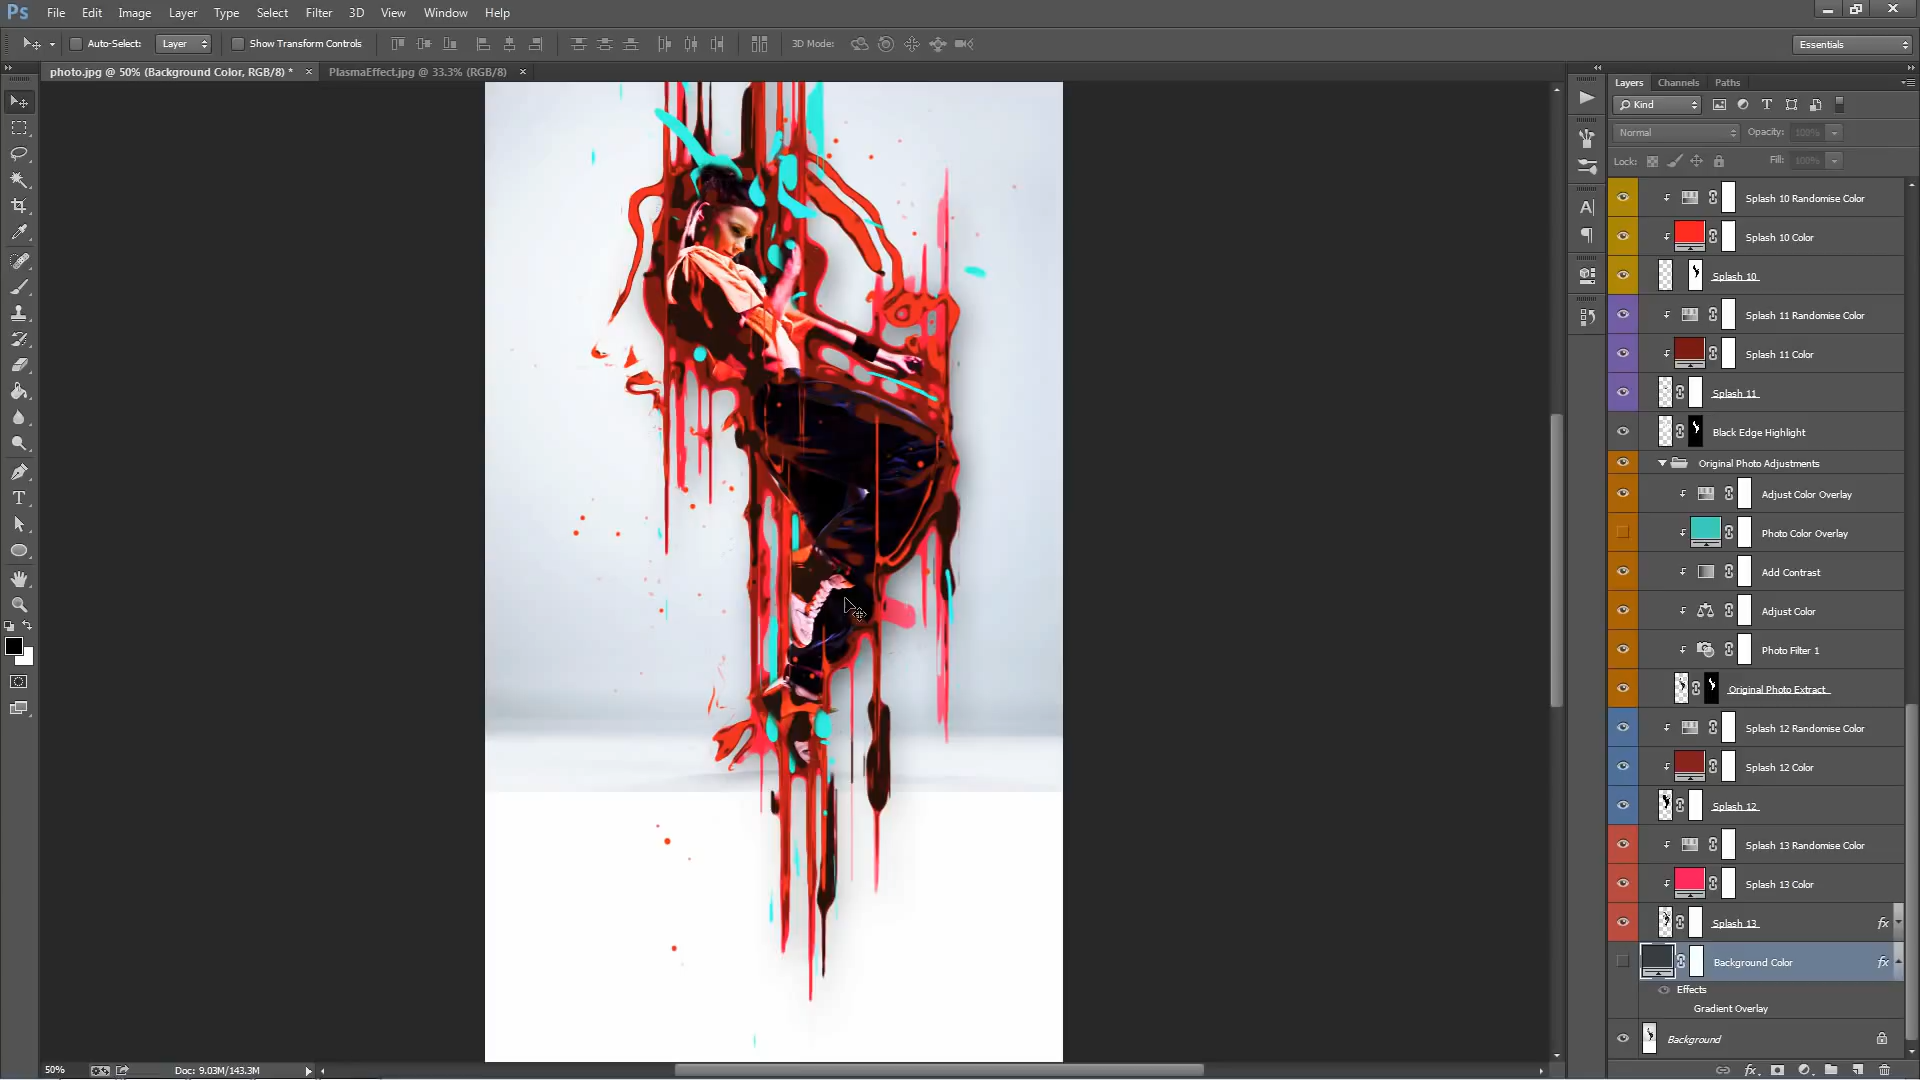 Ps File Edit Image Layer Type Select Filter 3D View Window Help
Auto-Select: Layer Show Transform Controls 3D Mode: Essentials
photo.jpg @ 50% (Background Color, RGB/8) * × PlasmaEffect.jpg @ 33.3% (RGB/8) ×
Layers Channels Paths
Kind
Normal Opacity: 100%
Lock: Fill: 100%
Splash 10 Randomise Color
Splash 10 Color
Splash 10
Splash 11 Randomise Color
Splash 11 Color
Splash 11
Black Edge Highlight
Original Photo Adjustments
Adjust Color Overlay
Photo Color Overlay
Add Contrast
Adjust Color
Photo Filter 1
Original Photo Extract
Splash 12 Randomise Color
Splash 12 Color
Splash 12
Splash 13 Randomise Color
Splash 13 Color
Splash 13 fx
Background Color fx
Effects
Gradient Overlay
Background
50% Doc: 9.03M/143.3M